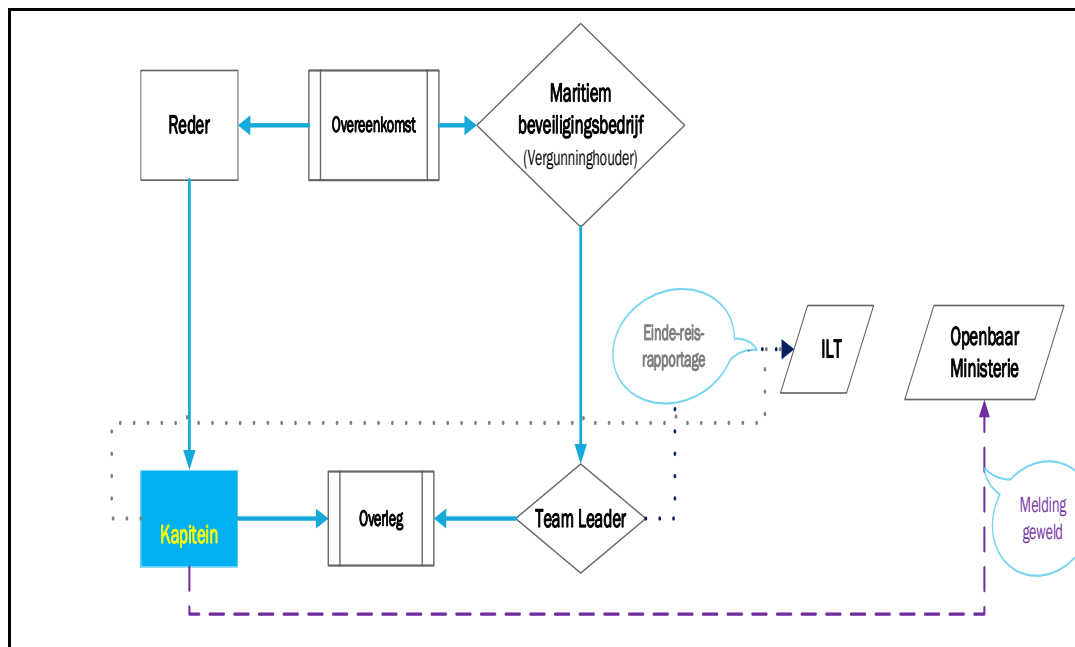 Reder
Overeenkomst
Maritiem
beveiligingsbedrijf
(Vergunninghouder)
Einde-reis-
rapportage
ILT
Openbaar
Ministerie
Kapitein
Overleg
Team Leader
Melding
geweld